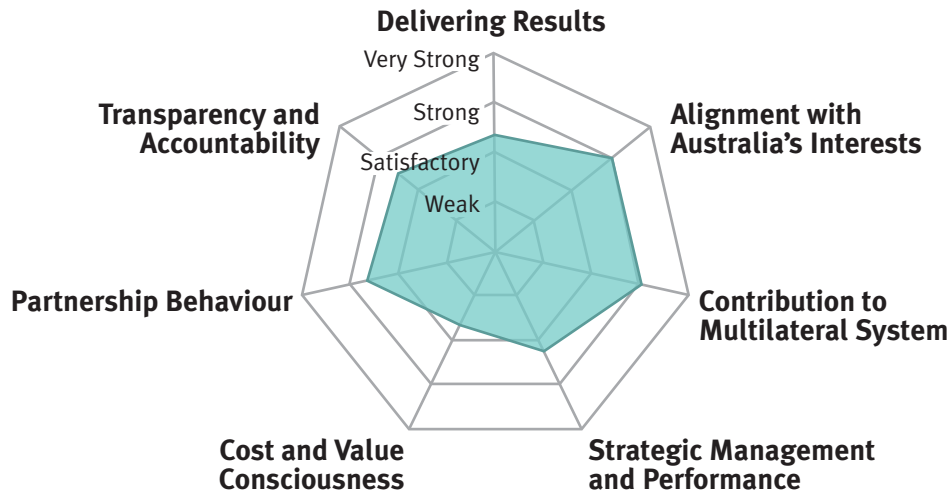 Delivering Results
Very Strong
Strong
Satisfactory
Weak
Transparency and
Accountability
Alignment with
Australia’s Interests
Partnership Behaviour
Contribution to
Multilateral System
Cost and Value
Consciousness
Strategic Management
and Performance